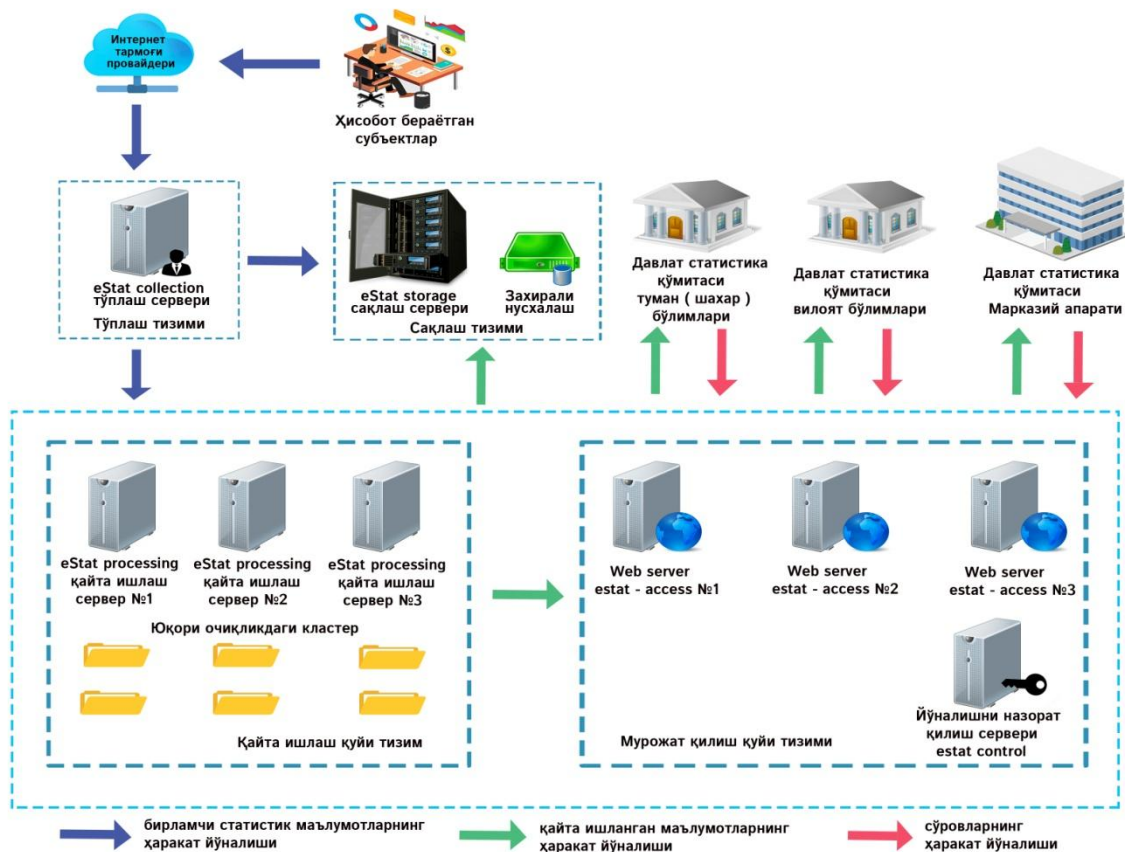 Интернет
тармоғи
провайдери
Ҳисобот бераётган
субъектлар
eStat collection
тўплаш сервери
Тўплаш тизими
eStat storage
сақлаш сервери
Захирали
нусхалаш
Сақлаш тизими
Давлат статистика
қўмитаси
туман ( шахар )
бўлимлари
Давлат статистика
қўмитаси
вилоят бўлимлари
Давлат статистика
қўмитаси
Марказий апарати
eStat processing
қайта ишлаш
сервер №1
eStat processing
қайта ишлаш
сервер №2
eStat processing
қайта ишлаш
сервер №3
Юқори очиқликдаги кластер
Қайта ишлаш қуйи тизим
Web server
estat - access №1
Web server
estat - access №2
Web server
estat - access №3
Йўналишни назорат
қилиш сервери
estat control
Мурожат қилиш қуйи тизими
бирламчи статистик маълумотларнинг
ҳаракат йўналиши
қайта ишланган маълумотларнинг
ҳаракат йўналиши
сўровларнинг
ҳаракат йўналиши